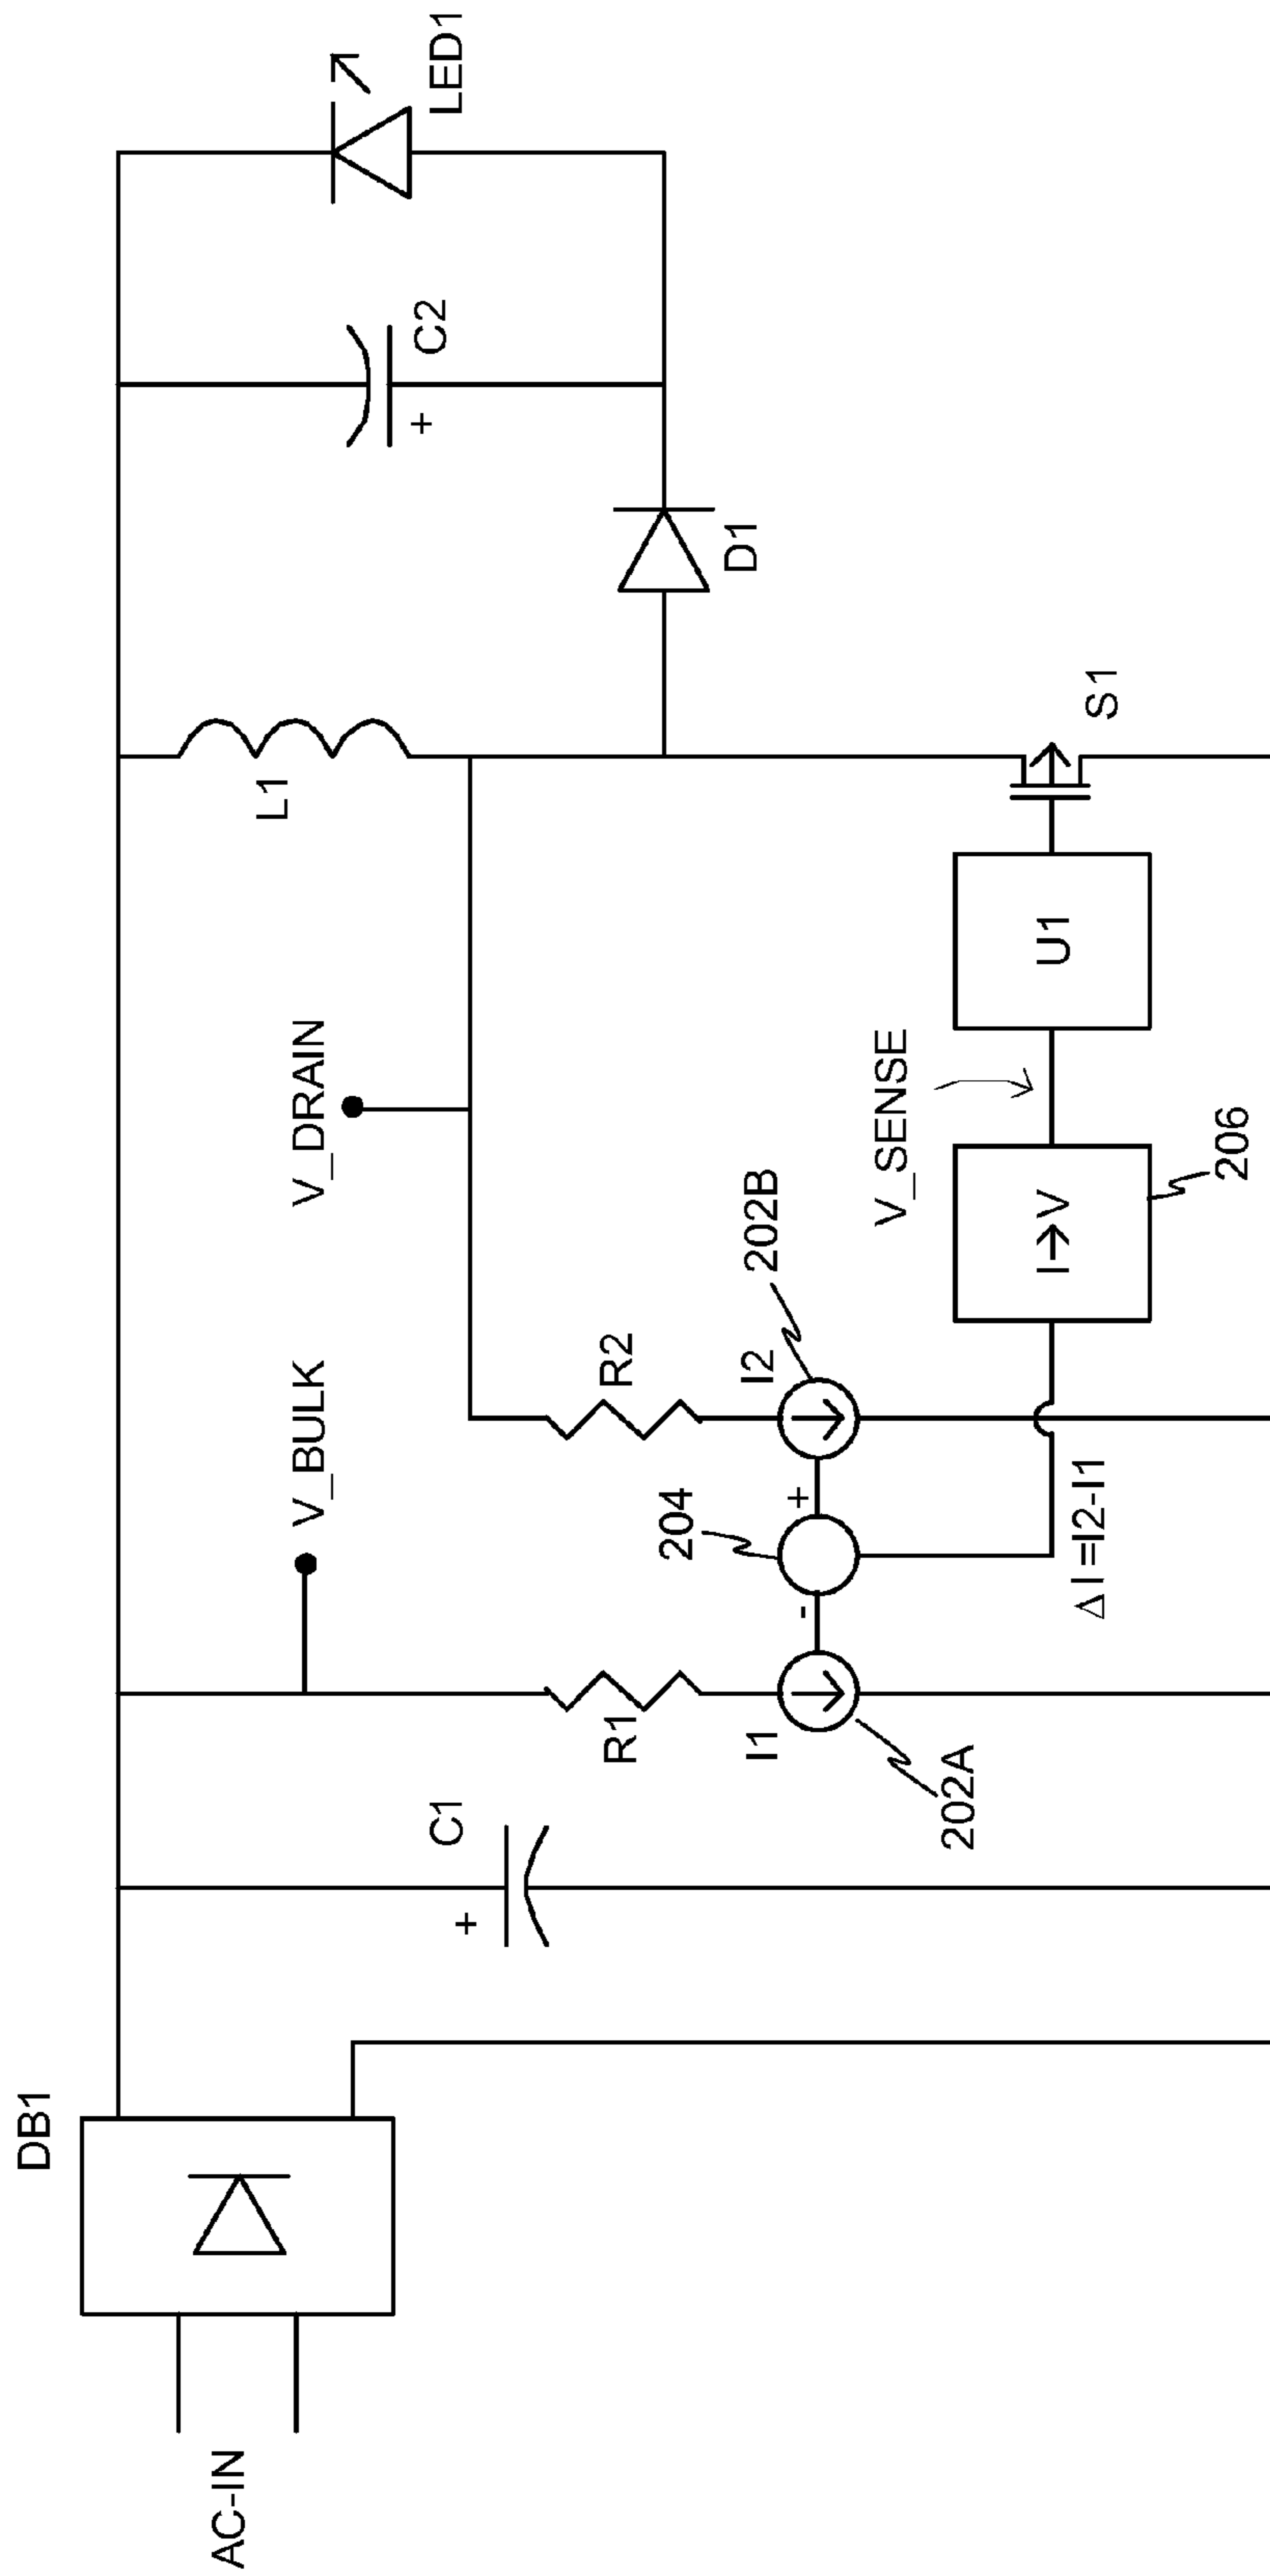 AC-IN
DB1
C1
+
V_BULK
R1
I1
202A
-
204
+
ΔI=I2-I1
V_DRAIN
R2
I2
202B
I→V
206
V_SENSE
U1
S1
L1
D1
C2
+
LED1